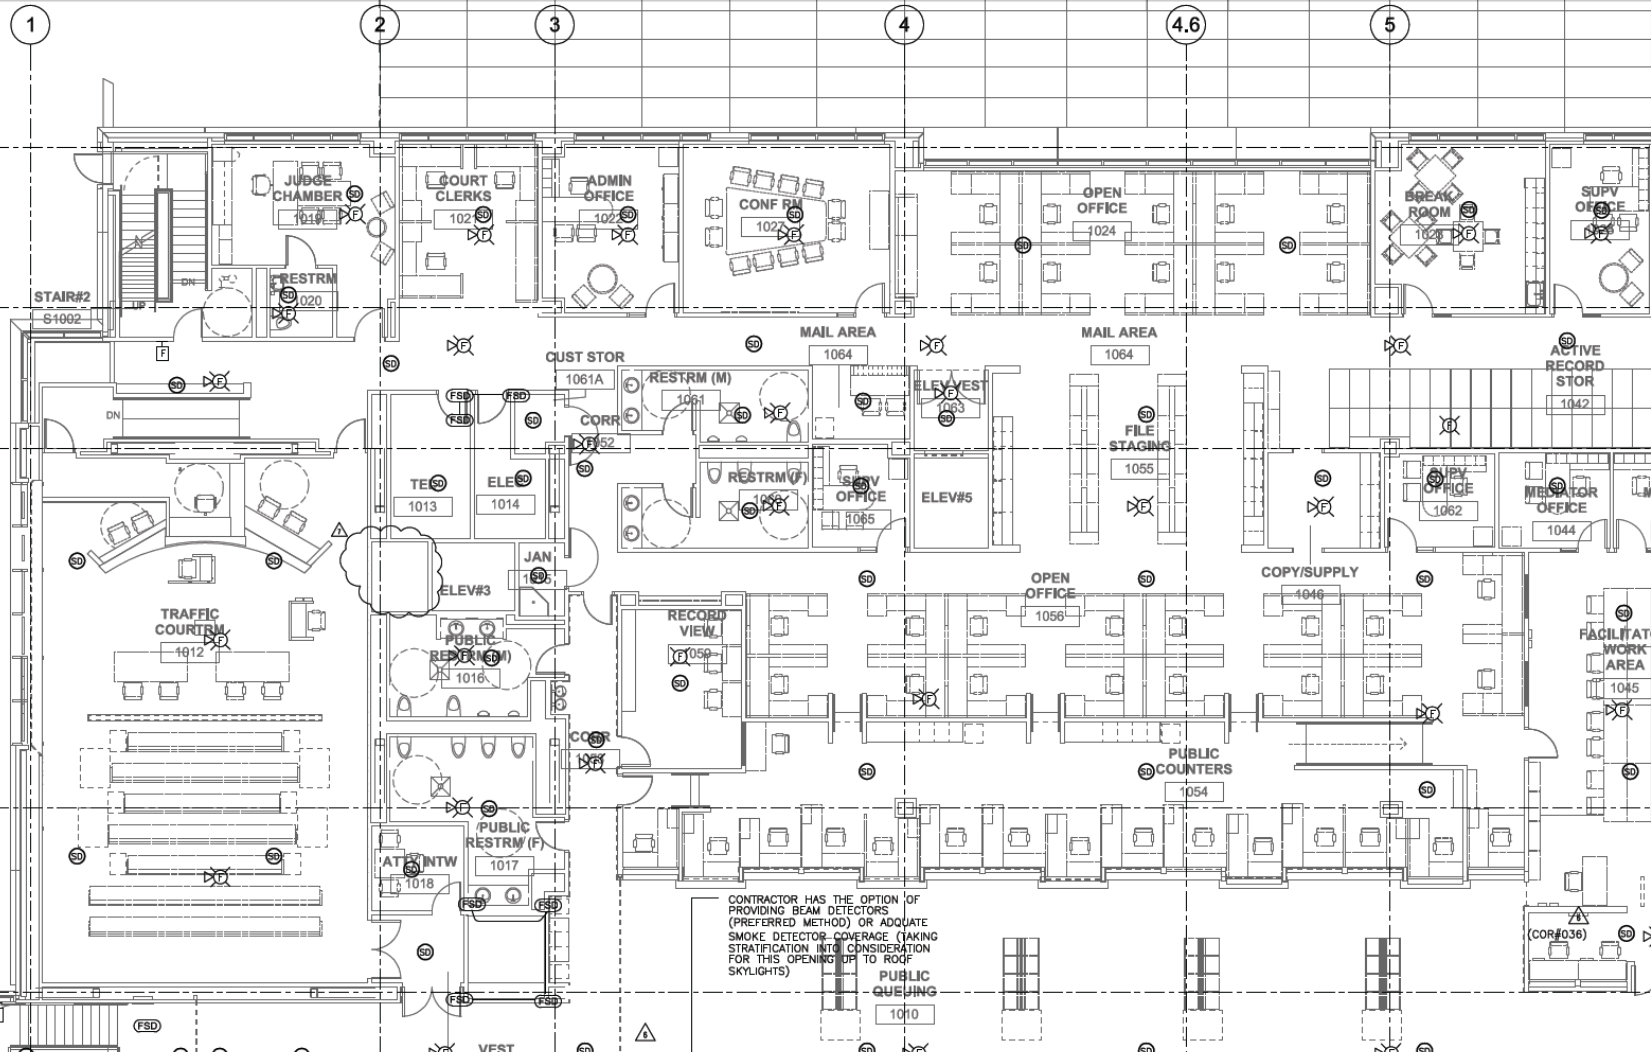 1
2
3
4
4.6
5
JUDGE
CHAMBER
1019
COURT
CLERKS
1021
ADMIN
OFFICE
1022
CONF RM
1027
OPEN
OFFICE
1024
BREAK
ROOM
1028
SUPV
OFFICE
RESTRM
1020
STAIR#2
S1002
DN
UP
MAIL AREA
1064
MAIL AREA
1064
CUST STOR
1061A
RESTRM (M)
1061
ELEV VEST
1063
ACTIVE
RECORD
STOR
1042
DN
CORR
1052
FILE
STAGING
1055
TEL
1013
ELEC
1014
RESTRM (F)
SUPV
OFFICE
1065
ELEV#5
SUPV
OFFICE
1062
MEDIATOR
OFFICE
1044
JAN
ELEV#3
OPEN
OFFICE
1056
COPY/SUPPLY
1046
TRAFFIC
COURTRM
1012
RECORD
VIEW
PUBLIC
RESTRM (M)
1016
FACILITATO
WORK
AREA
1045
CORR
PUBLIC
COUNTERS
1054
PUBLIC
RESTRM (F)
1017
ATTY INTW
1018
CONTRACTOR HAS THE OPTION OF
PROVIDING BEAM DETECTORS
(PREFERRED METHOD) OR ADQUATE
SMOKE DETECTOR COVERAGE (TAKING
STRATIFICATION INTO CONSIDERATION
FOR THIS OPENING UP TO ROOF
SKYLIGHTS)
(COR#036)
PUBLIC
QUEUING
1010
FSD
VEST